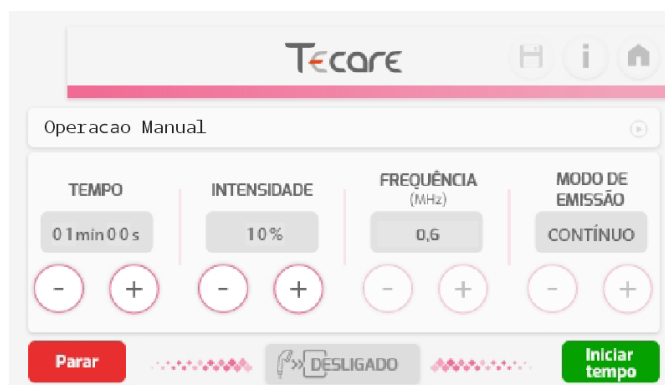 Tecare
Operacao Manual
TEMPO
01min00s
INTENSIDADE
10%
FREQUÊNCIA
(MHz)
0,6
MODO DE
EMISSÃO
CONTÍNUO
- + - + - + - +
Parar
DESLIGADO
Iniciar
tempo